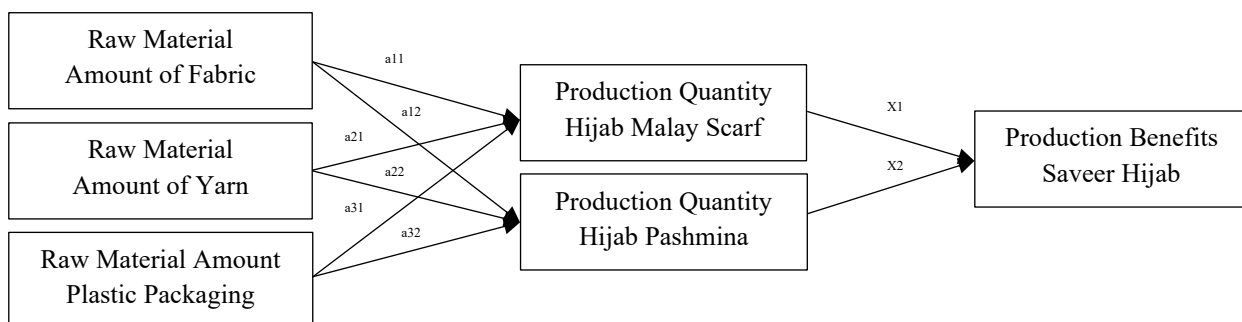 Raw Material
Amount of Fabric
Raw Material
Amount of Yarn
Raw Material Amount
Plastic Packaging
a11
a12
a21
a22
a31
a32
Production Quantity
Hijab Malay Scarf
Production Quantity
Hijab Pashmina
X1
X2
Production Benefits
Saveer Hijab